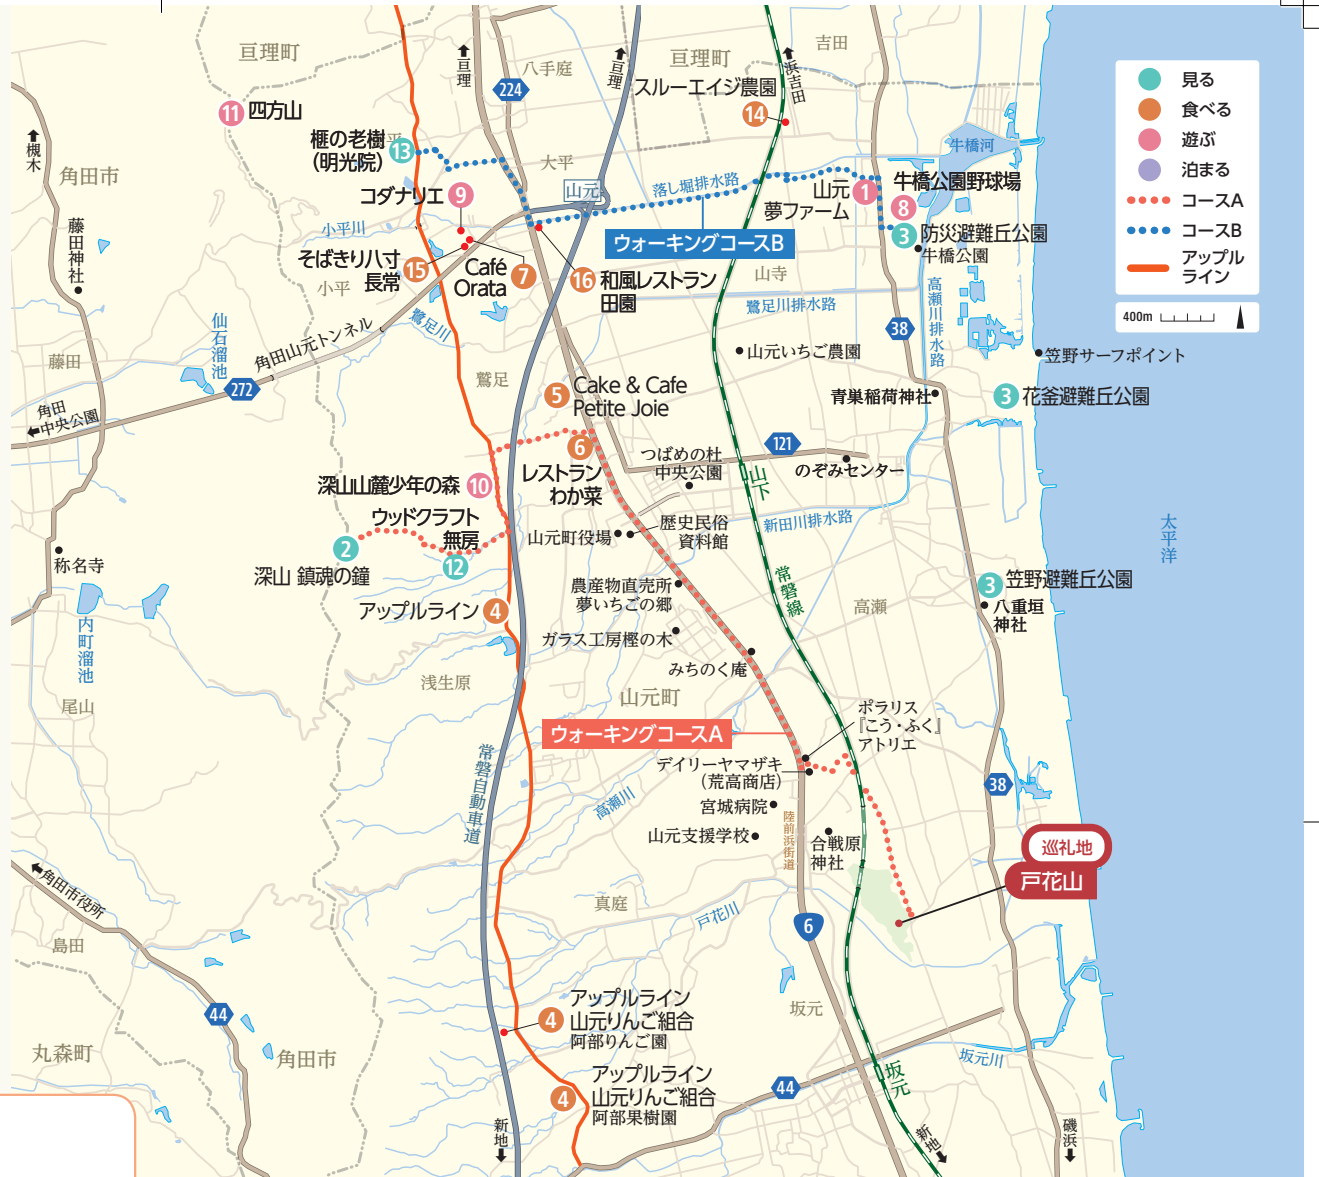 亘理町
亘理
224
八手庭
亘理
亘理町
吉田
浜吉田
スルーエイジ農園
14
11
四方山
榧の老樹
（明光院）
13
小平
槻木
角田市
コダナリエ
9
大平
山元
落し堀排水路
山元
夢ファーム
1
牛橋河
牛橋公園野球場
8
3
防災避難丘公園
牛橋公園
藤田神社
小平川
そばきり八寸
長常
15
Café
Orata
7
小平
16
和風レストラン
田園
ウォーキングコースB
山寺
鷲足川排水路
高瀬川排水路
仙石溜池
角田山元トンネル
鷲足川
藤田
272
鷲足
角田
中央公園
38
山元いちご農園
笠野サーフポイント
青巣稲荷神社
3
花釜避難丘公園
5
Cake & Cafe
Petite Joie
6
レストラン
わか菜
つばめの杜
中央公園
121
のぞみセンター
山下
深山山麓少年の森
10
ウッドクラフト
無房
2
12
深山 鎮魂の鐘
称名寺
山元町役場
歴史民俗
資料館
新田川排水路
太平洋
農産物直売所
夢いちごの郷
常磐線
高瀬
3
笠野避難丘公園
八重垣
神社
アップルライン
4
ガラス工房樫の木
内町溜池
みちのく庵
浅生原
山元町
尾山
ウォーキングコースA
ポラリス
『こう・ふく』
アトリエ
デイリーヤマザキ
（荒高商店）
常磐自動車道
高瀬川
宮城病院
38
山元支援学校
陸前浜街道
合戦原
神社
巡礼地
戸花山
角田市役所
真庭
戸花川
6
島田
44
坂元
アップルライン
山元りんご組合
阿部りんご園
4
丸森町
角田市
坂元川
アップルライン
山元りんご組合
阿部果樹園
4
44
坂元
新地
新地
磯浜
見る
食べる
遊ぶ
泊まる
コースA
コースB
アップル
ライン
400m